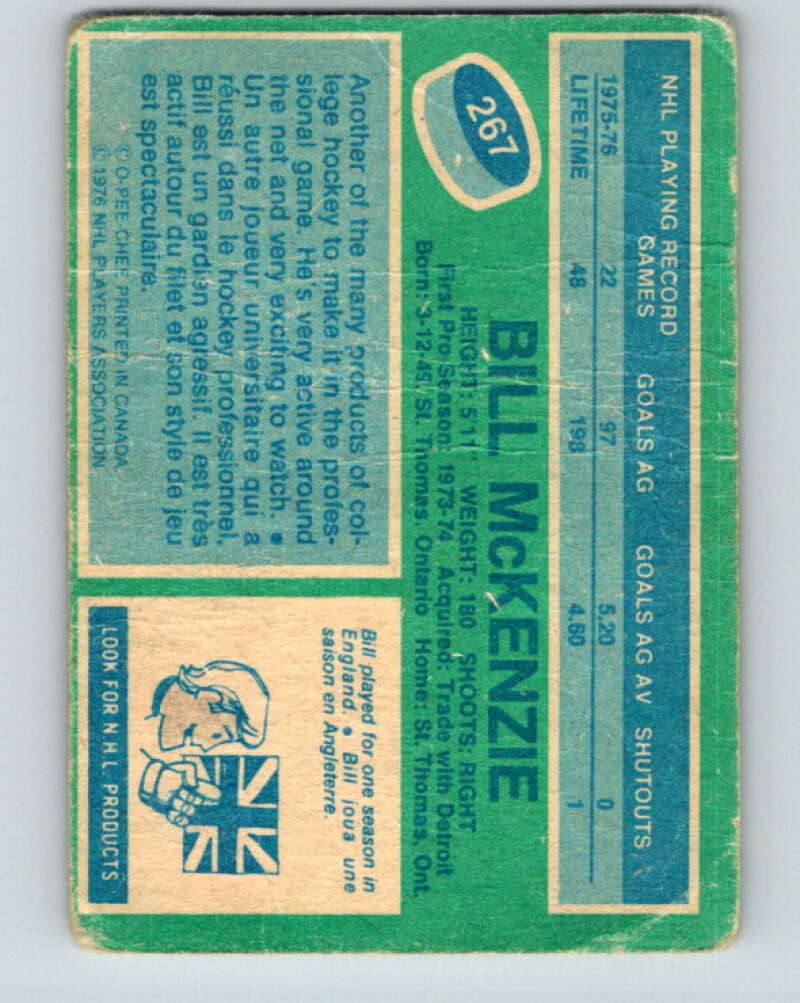 NHL PLAYING RECORD
GAMES GOALS AG GOALS AG AV SHUTOUTS
1975-76 22 97 5.20 0
LIFETIME 48 198 4.60 1
267
BILL McKENZIE
HEIGHT: 5'11" WEIGHT: 180 SHOOTS: RIGHT
First Pro Season: 1973-74 Acquired: Trade with Detroit
Born: 3-12-49/St. Thomas, Ontario Home: St. Thomas, Ont.
Another of the many products of col-
lege hockey to make it in the profes-
sional game. He's very active around
the net and very exciting to watch. •
Un autre joueur universitaire qui a
réussi dans le hockey professionnel,
Bill est un gardien agressif. Il est très
actif autour du filet et son style de jeu
est spectaculaire.
© O-PEE-CHEE PRINTED IN CANADA
© 1976 NHL PLAYERS ASSOCIATION
Bill played for one season in
England. • Bill joua une
saison en Angleterre.
LOOK FOR N.H.L. PRODUCTS